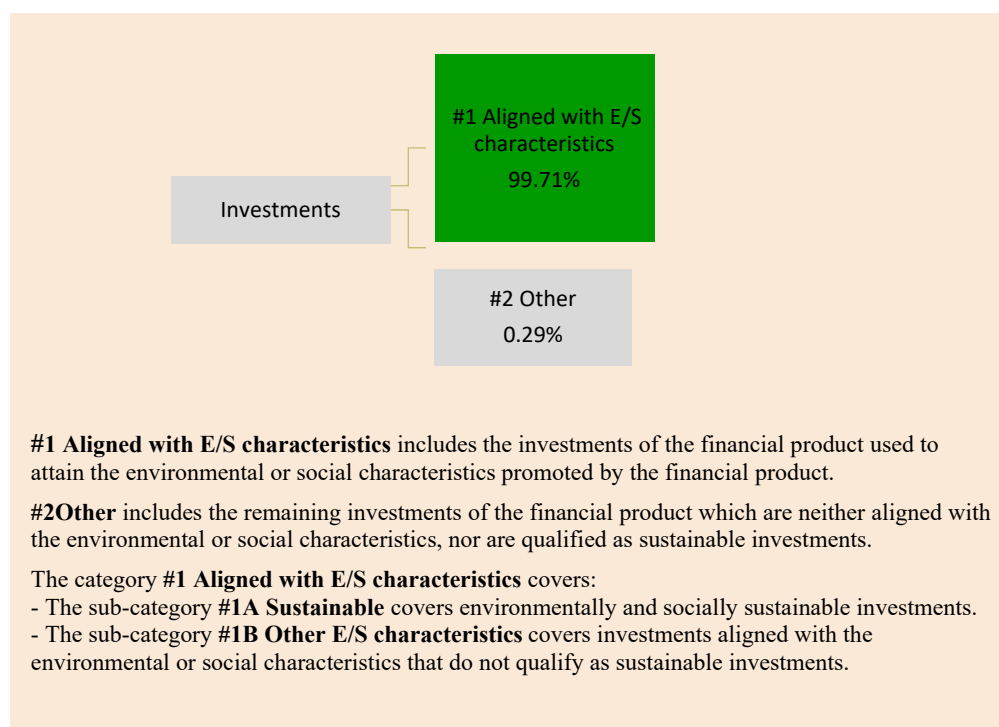 #1 Aligned with E/S
characteristics
99.71%
Investments
#2 Other
0.29%
#1 Aligned with E/S characteristics includes the investments of the financial product used to
attain the environmental or social characteristics promoted by the financial product.
#2Other includes the remaining investments of the financial product which are neither aligned with
the environmental or social characteristics, nor are qualified as sustainable investments.
The category #1 Aligned with E/S characteristics covers:
- The sub-category #1A Sustainable covers environmentally and socially sustainable investments.
- The sub-category #1B Other E/S characteristics covers investments aligned with the
environmental or social characteristics that do not qualify as sustainable investments.